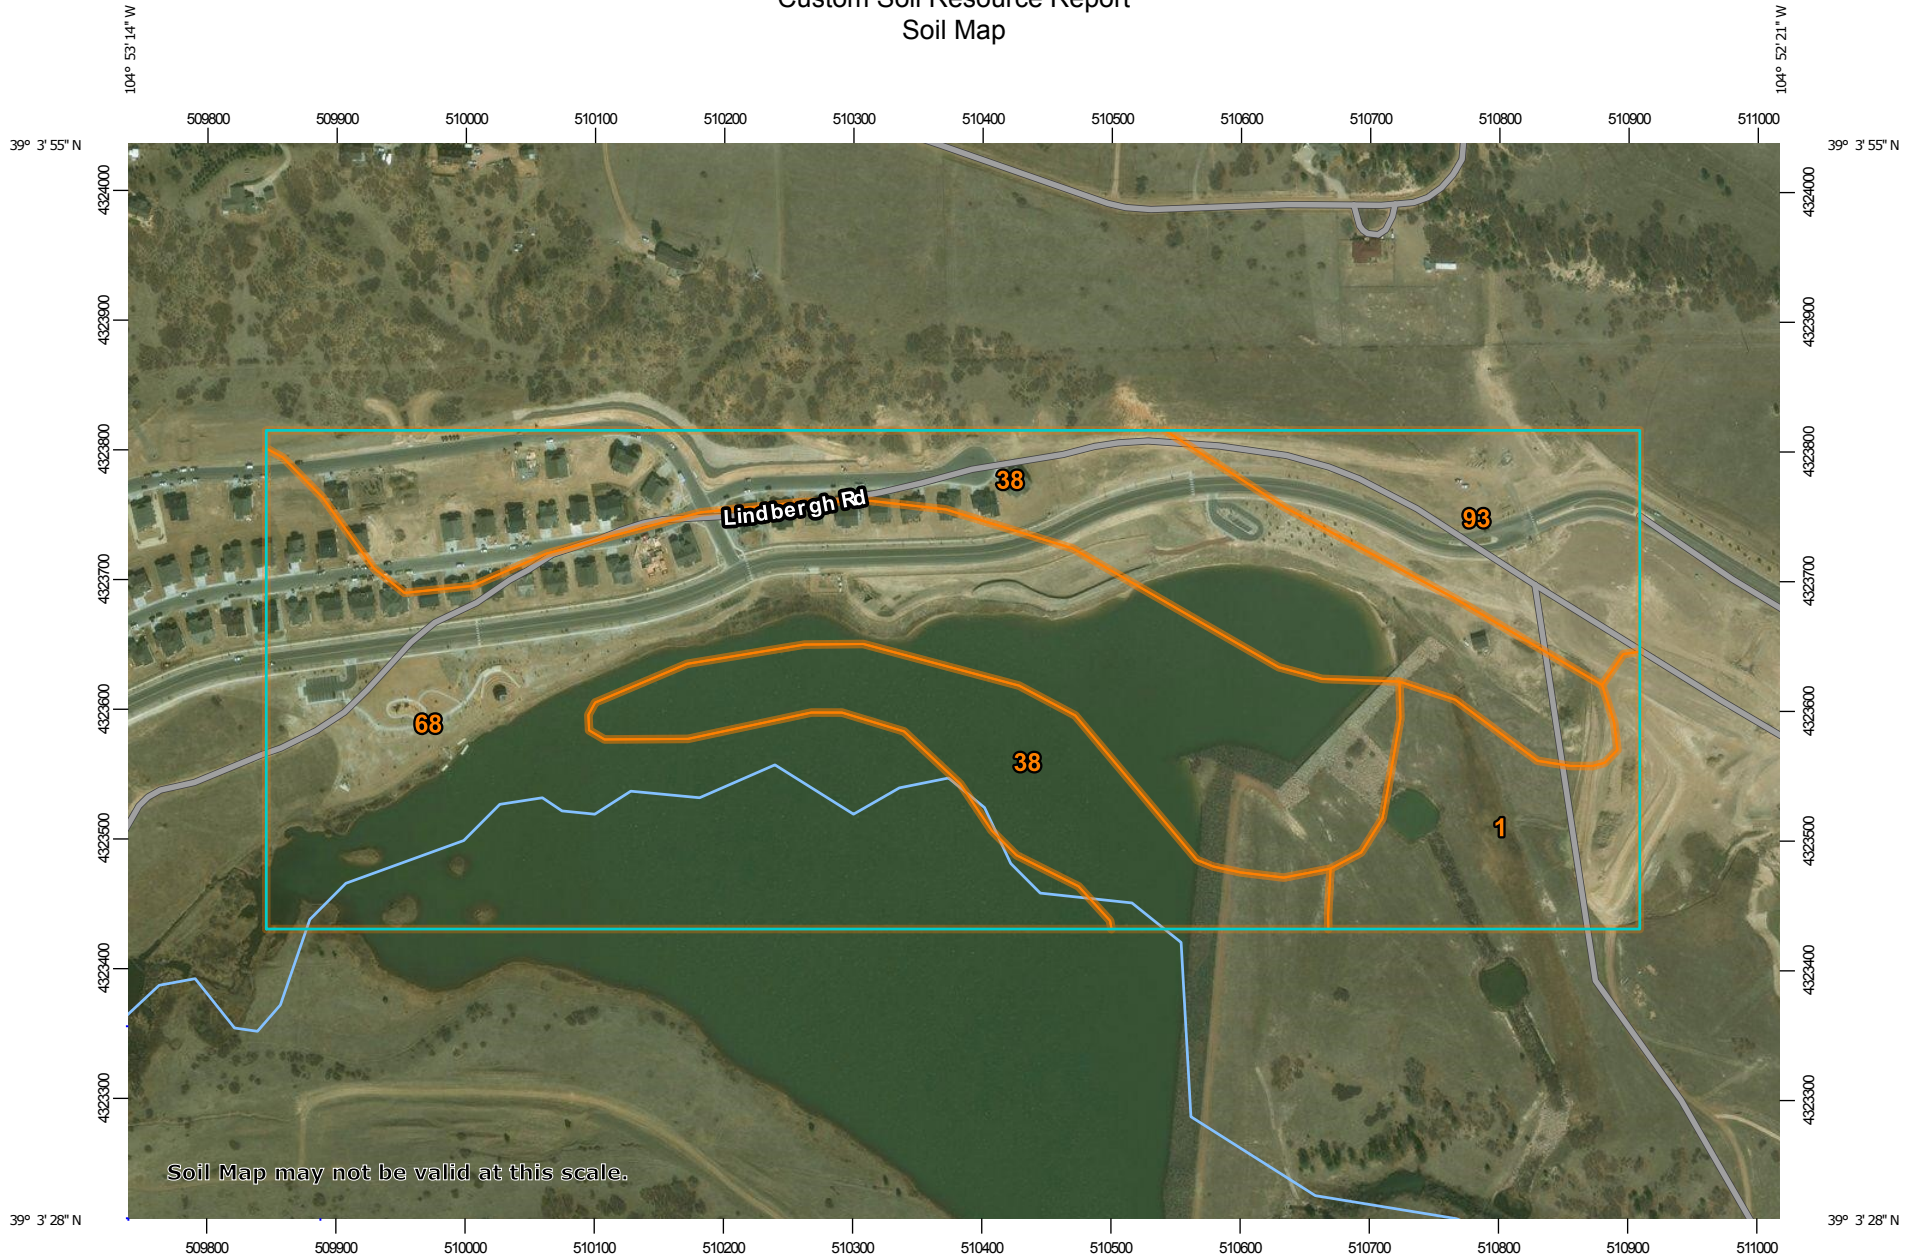 Custom Soil Resource Report
Soil Map
104° 53' 14" W
104° 52' 21" W
509800 509900 510000 510100 510200 510300 510400 510500 510600 510700 510800 510900 511000
39° 3' 55" N
39° 3' 55" N
4324000
4324000
4323900
4323900
4323800
4323800
38
Lindbergh Rd
93
4323700
4323700
4323600
4323600
68
38
1
4323500
4323500
4323400
4323400
4323300
4323300
Soil Map may not be valid at this scale.
39° 3' 28" N
39° 3' 28" N
509800 509900 510000 510100 510200 510300 510400 510500 510600 510700 510800 510900 511000